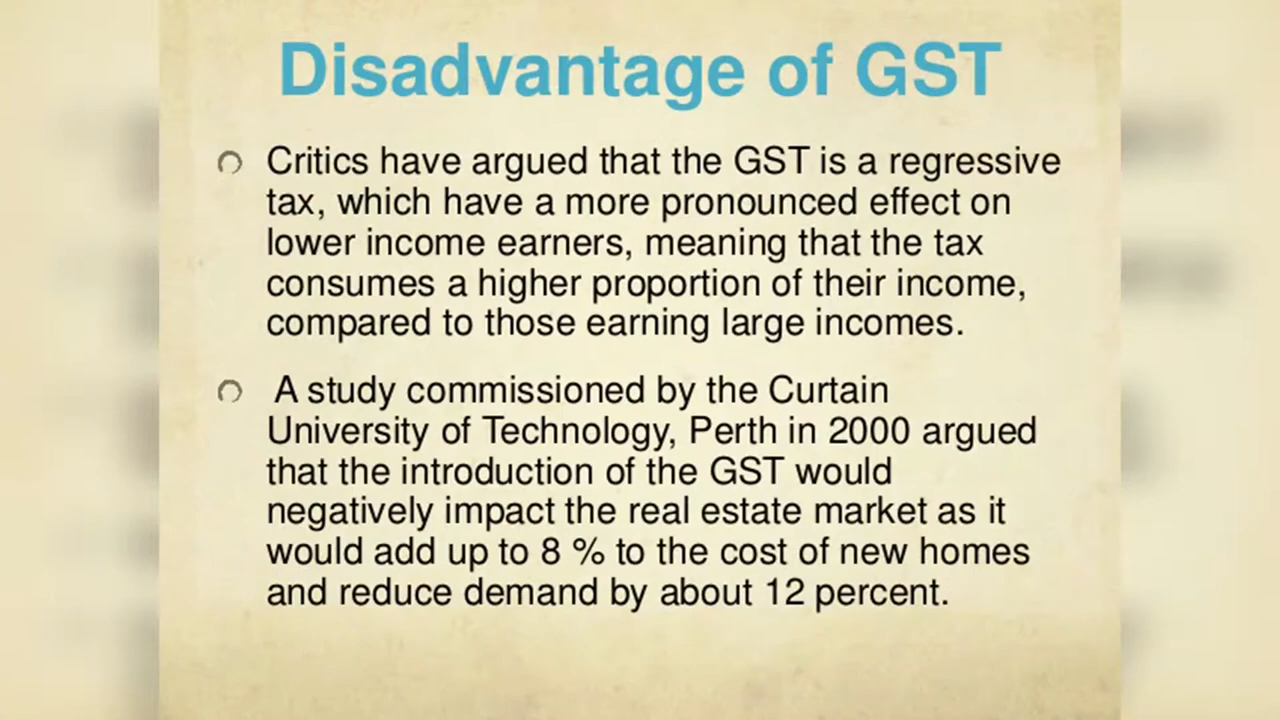 Disadvantage of GST
Critics have argued that the GST is a regressive
tax, which have a more pronounced effect on
lower income earners, meaning that the tax
consumes a higher proportion of their income,
compared to those earning large incomes.
A study commissioned by the Curtain
University of Technology, Perth in 2000 argued
that the introduction of the GST would
negatively impact the real estate market as it
would add up to 8 % to the cost of new homes
and reduce demand by about 12 percent.